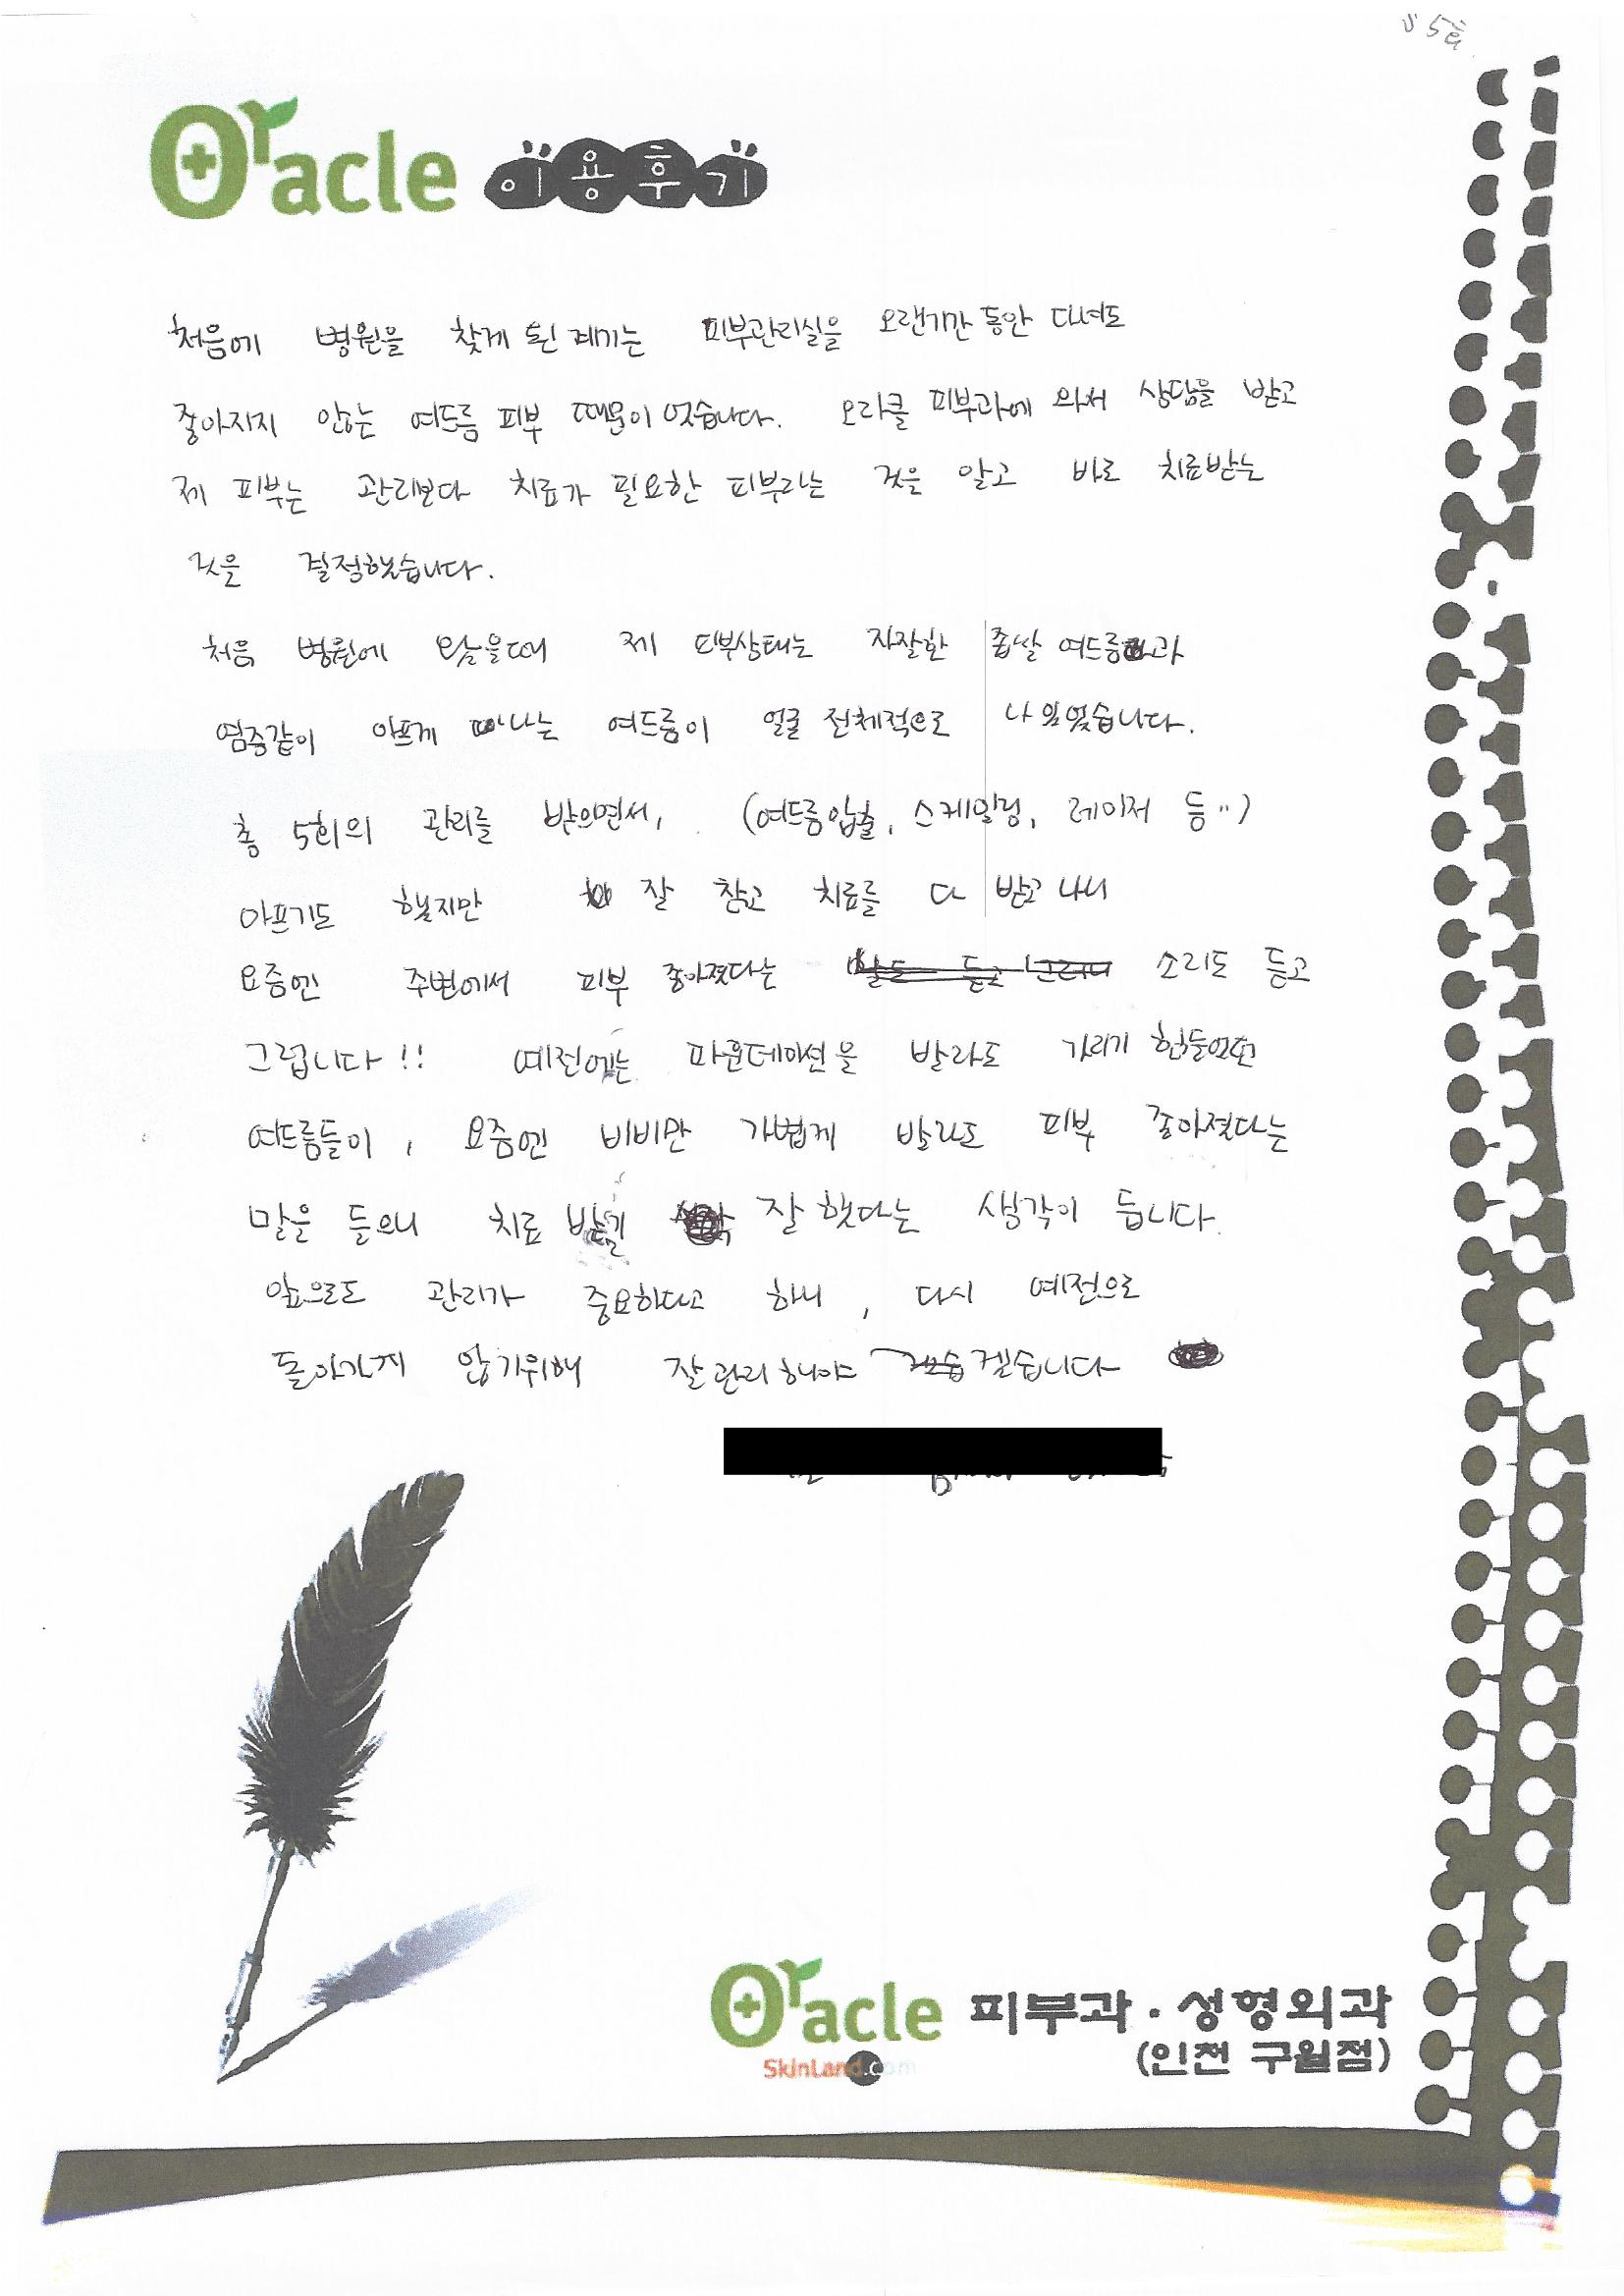 5회
Oracle 이용후기
처음에 병원을 찾게 된 계기는 피부관리실을 오랜기간 동안 다녀도
좋아지지 않는 여드름 피부 때문이었습니다. 오라클 피부과에 와서 상담을 받고
제 피부는 관리보다 치료가 필요한 피부라는 것을 알고 바로 치료받는
것을 결정했습니다.
처음 병원에 왔을때 제 피부상태는 자잘한 좁쌀 여드름과
염증같이 아프게 나는 여드름이 얼굴 전체적으로 나있었습니다.
총 5회의 관리를 받으면서, (여드름압출, 스케일링, 레이저 등..)
아프기도 했지만 잘 참고 치료를 다 받고 나니
요즘엔 주변에서 피부 좋아졌다는 소리도 듣고
그럽니다!! 예전에는 파운데이션을 발라도 가리기 힘들었던
여드름들이, 요즘엔 비비만 가볍게 발라도 피부 좋아졌다는
말을 들으니 치료 받길 잘했다는 생각이 듭니다.
앞으로도 관리가 중요하다고 하니, 다시 예전으로
돌아가지 않기위해 잘관리해야 겠습니다
Oracle 피부과·성형외과
SkinLand.com (인천 구월점)